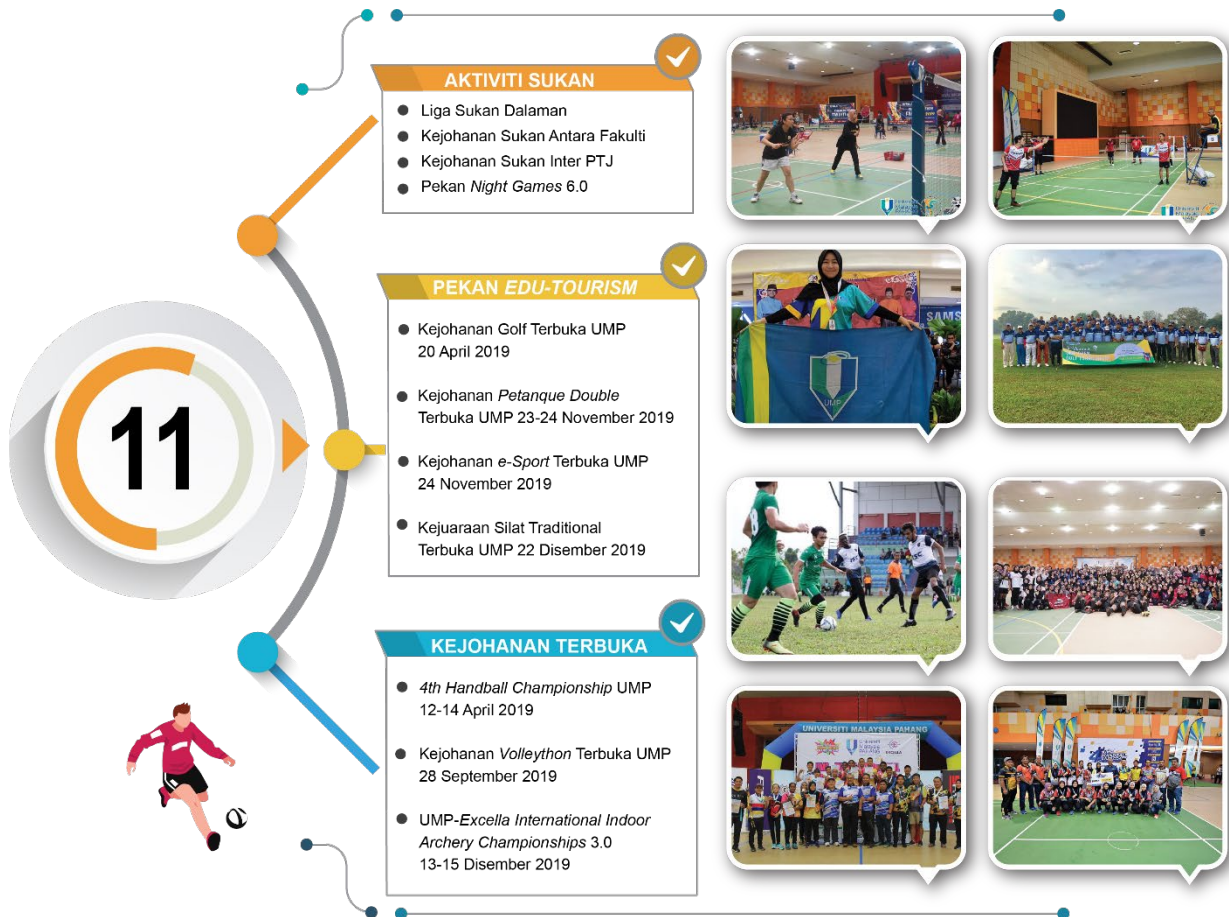 11
AKTIVITI SUKAN
Liga Sukan Dalaman
Kejohanan Sukan Antara Fakulti
Kejohanan Sukan Inter PTJ
Pekan Night Games 6.0
PEKAN EDU-TOURISM
Kejohanan Golf Terbuka UMP
20 April 2019
Kejohanan Petanque Double
Terbuka UMP 23-24 November 2019
Kejohanan e-Sport Terbuka UMP
24 November 2019
Kejuaraan Silat Traditional
Terbuka UMP 22 Disember 2019
KEJOHANAN TERBUKA
4th Handball Championship UMP
12-14 April 2019
Kejohanan Volleython Terbuka UMP
28 September 2019
UMP-Excella International Indoor
Archery Championships 3.0
13-15 Disember 2019
SAMS
UMP
UNIVERSITI MALAYSIA PAHANG